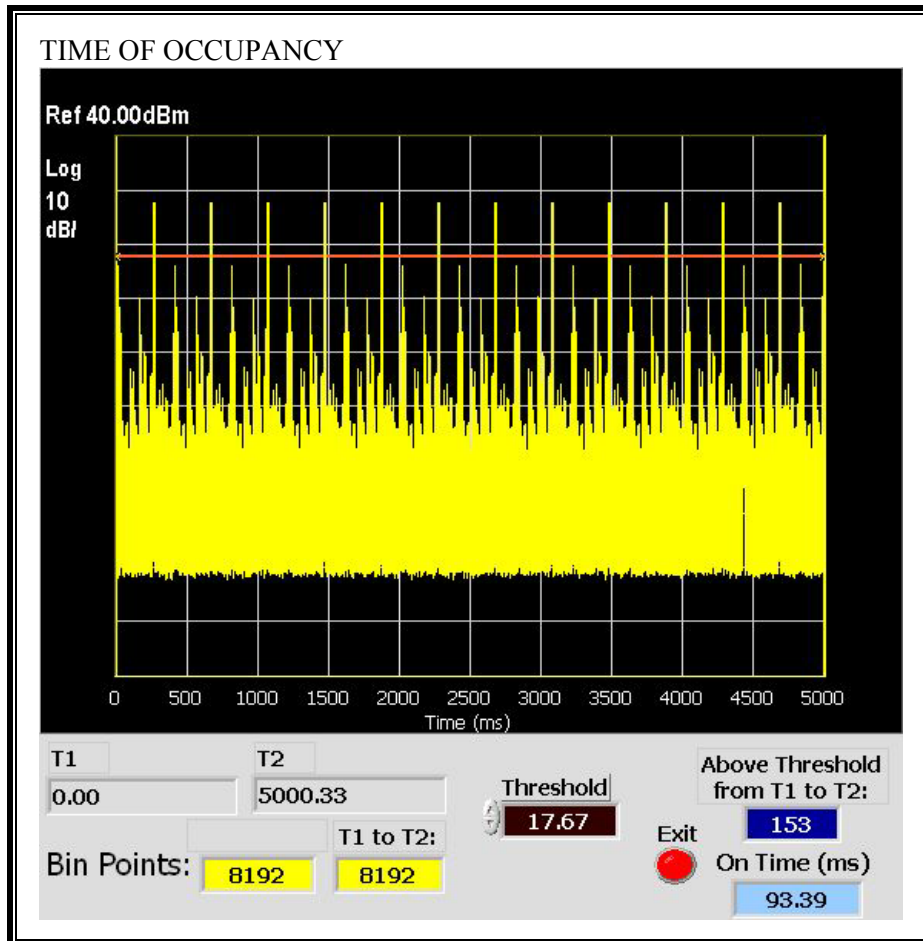 TIME OF OCCUPANCY
Ref 40.00dBm
Log
10
dB/
0 500 1000 1500 2000 2500 3000 3500 4000 4500 5000
Time (ms)
T1 T2
0.00 5000.33
Threshold
17.67
Above Threshold
from T1 to T2:
153
Bin Points:
T1 to T2:
8192 8192
Exit
On Time (ms)
93.39